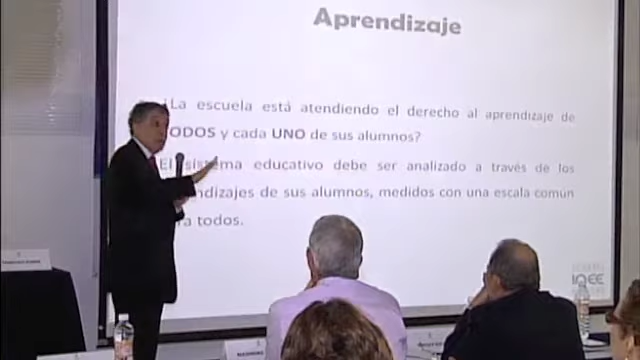 Aprendizaje
¿La escuela está atendiendo el derecho al aprendizaje de
TODOS y cada UNO de sus alumnos?
El sistema educativo debe ser analizado a través de los
aprendizajes de sus alumnos, medidos con una escala común
para todos.